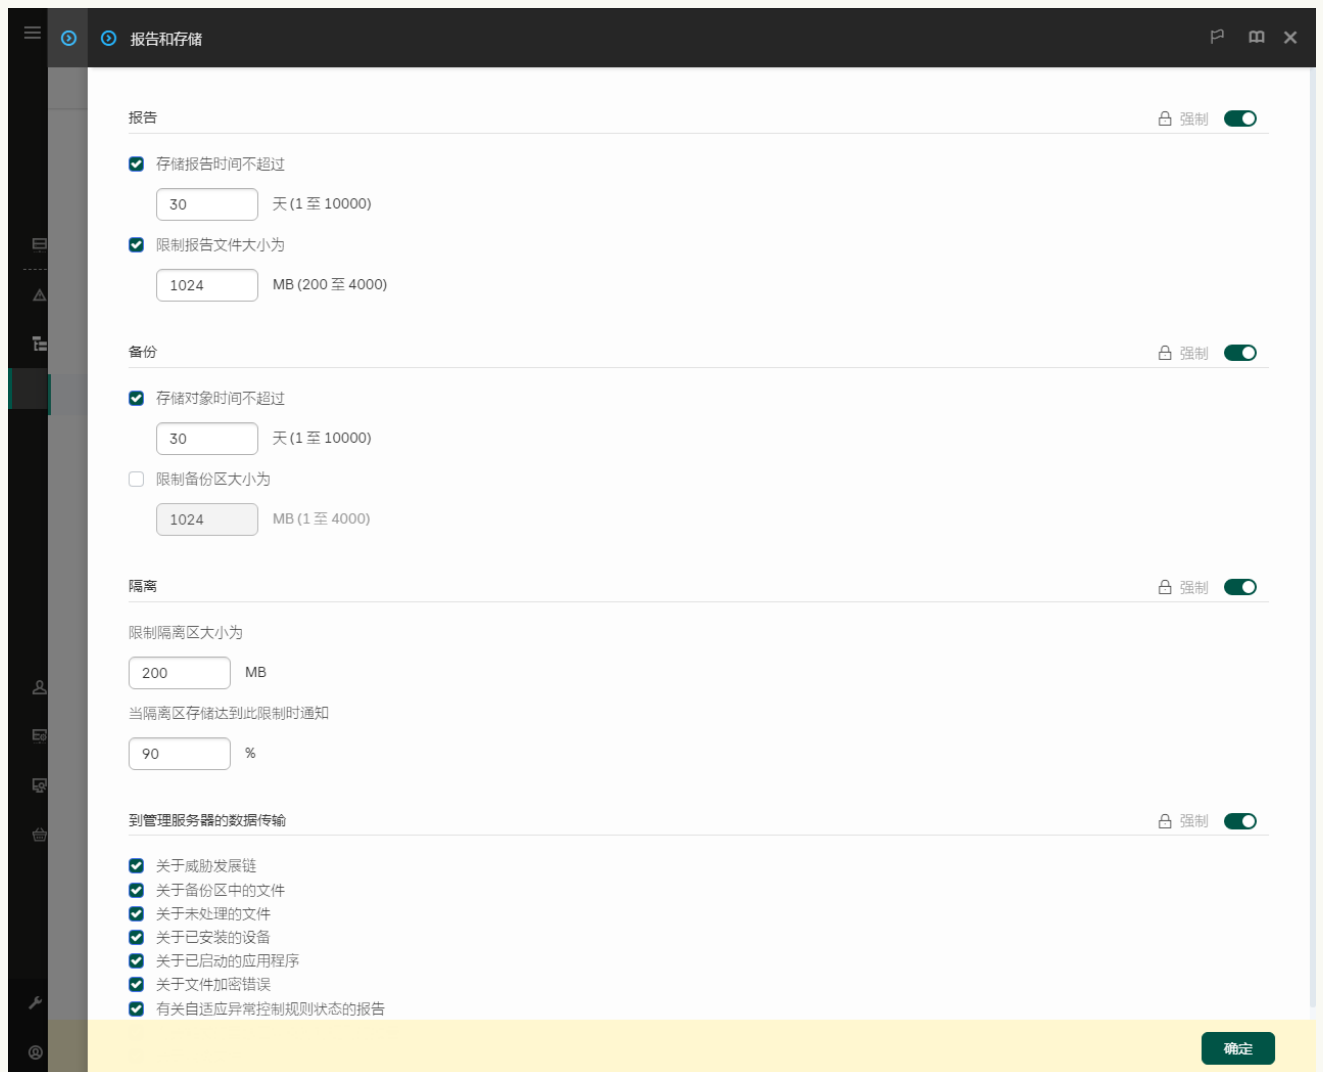 报告和存储
报告
强制
存储报告时间不超过
30 天 (1 至 10000)
限制报告文件大小为
1024 MB (200 至 4000)
备份
强制
存储对象时间不超过
30 天 (1 至 10000)
限制备份区大小为
1024 MB (1 至 4000)
隔离
强制
限制隔离区大小为
200 MB
当隔离区存储达到此限制时通知
90 %
到管理服务器的数据传输
强制
关于威胁发展链
关于备份区中的文件
关于未处理的文件
关于已安装的设备
关于已启动的应用程序
关于文件加密错误
有关自适应异常控制规则状态的报告
确定